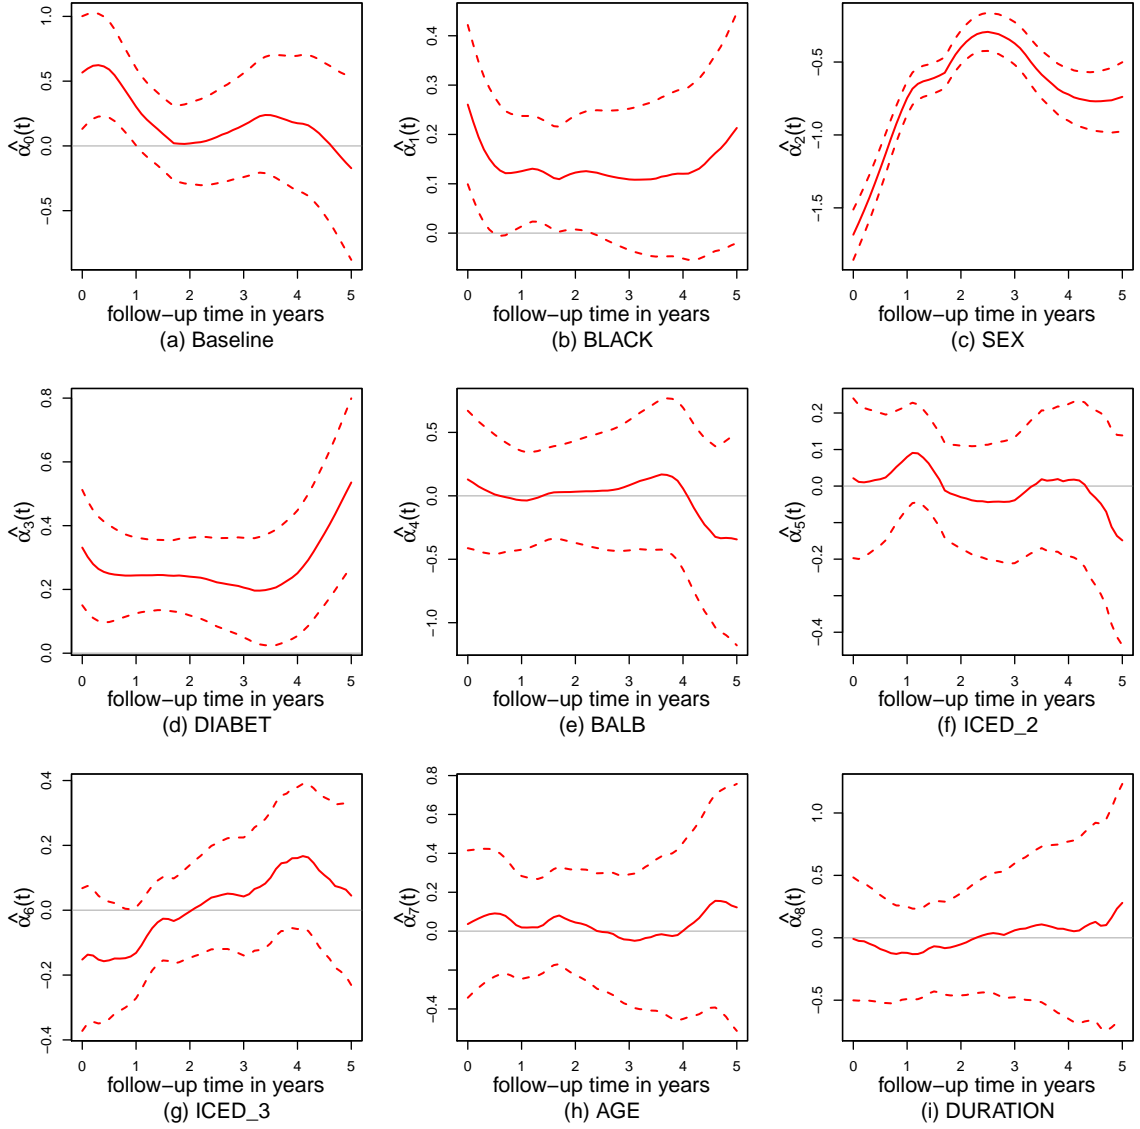 −0.5 0.0 0.5 1.0
α̂₀(t)
0 1 2 3 4 5
follow−up time in years
(a) Baseline
0.0 0.1 0.2 0.3 0.4
α̂₁(t)
0 1 2 3 4 5
follow−up time in years
(b) BLACK
−1.5 −1.0 −0.5
α̂₂(t)
0 1 2 3 4 5
follow−up time in years
(c) SEX
0.0 0.2 0.4 0.6 0.8
α̂₃(t)
0 1 2 3 4 5
follow−up time in years
(d) DIABET
−1.0 −0.5 0.0 0.5
α̂₄(t)
0 1 2 3 4 5
follow−up time in years
(e) BALB
−0.4 −0.2 0.0 0.1 0.2
α̂₅(t)
0 1 2 3 4 5
follow−up time in years
(f) ICED_2
−0.4 −0.2 0.0 0.2 0.4
α̂₆(t)
0 1 2 3 4 5
follow−up time in years
(g) ICED_3
−0.4 0.0 0.2 0.4 0.6 0.8
α̂₇(t)
0 1 2 3 4 5
follow−up time in years
(h) AGE
−0.5 0.0 0.5 1.0
α̂₈(t)
0 1 2 3 4 5
follow−up time in years
(i) DURATION